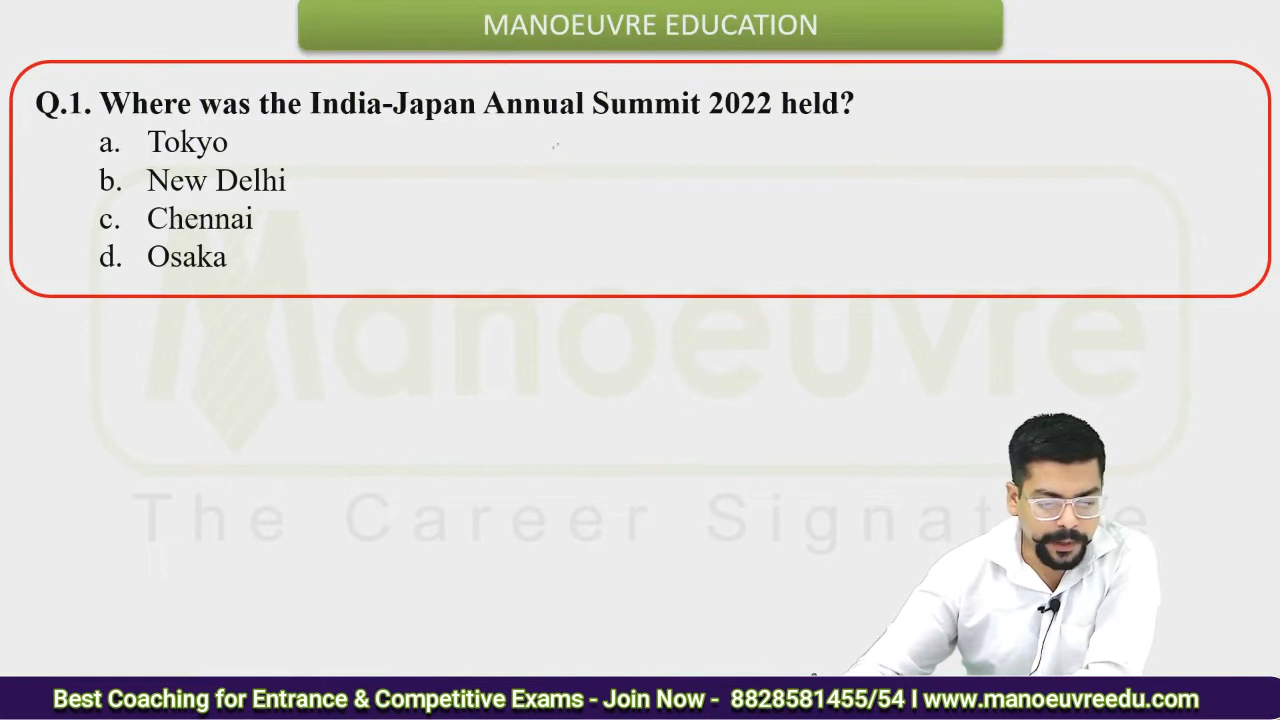 MANOEUVRE EDUCATION
Q.1. Where was the India-Japan Annual Summit 2022 held?
a. Tokyo
b. New Delhi
c. Chennai
d. Osaka
Manoeuvre
The Career Signature
Best Coaching for Entrance & Competitive Exams - Join Now - 8828581455/54 I www.manoeuvreedu.com